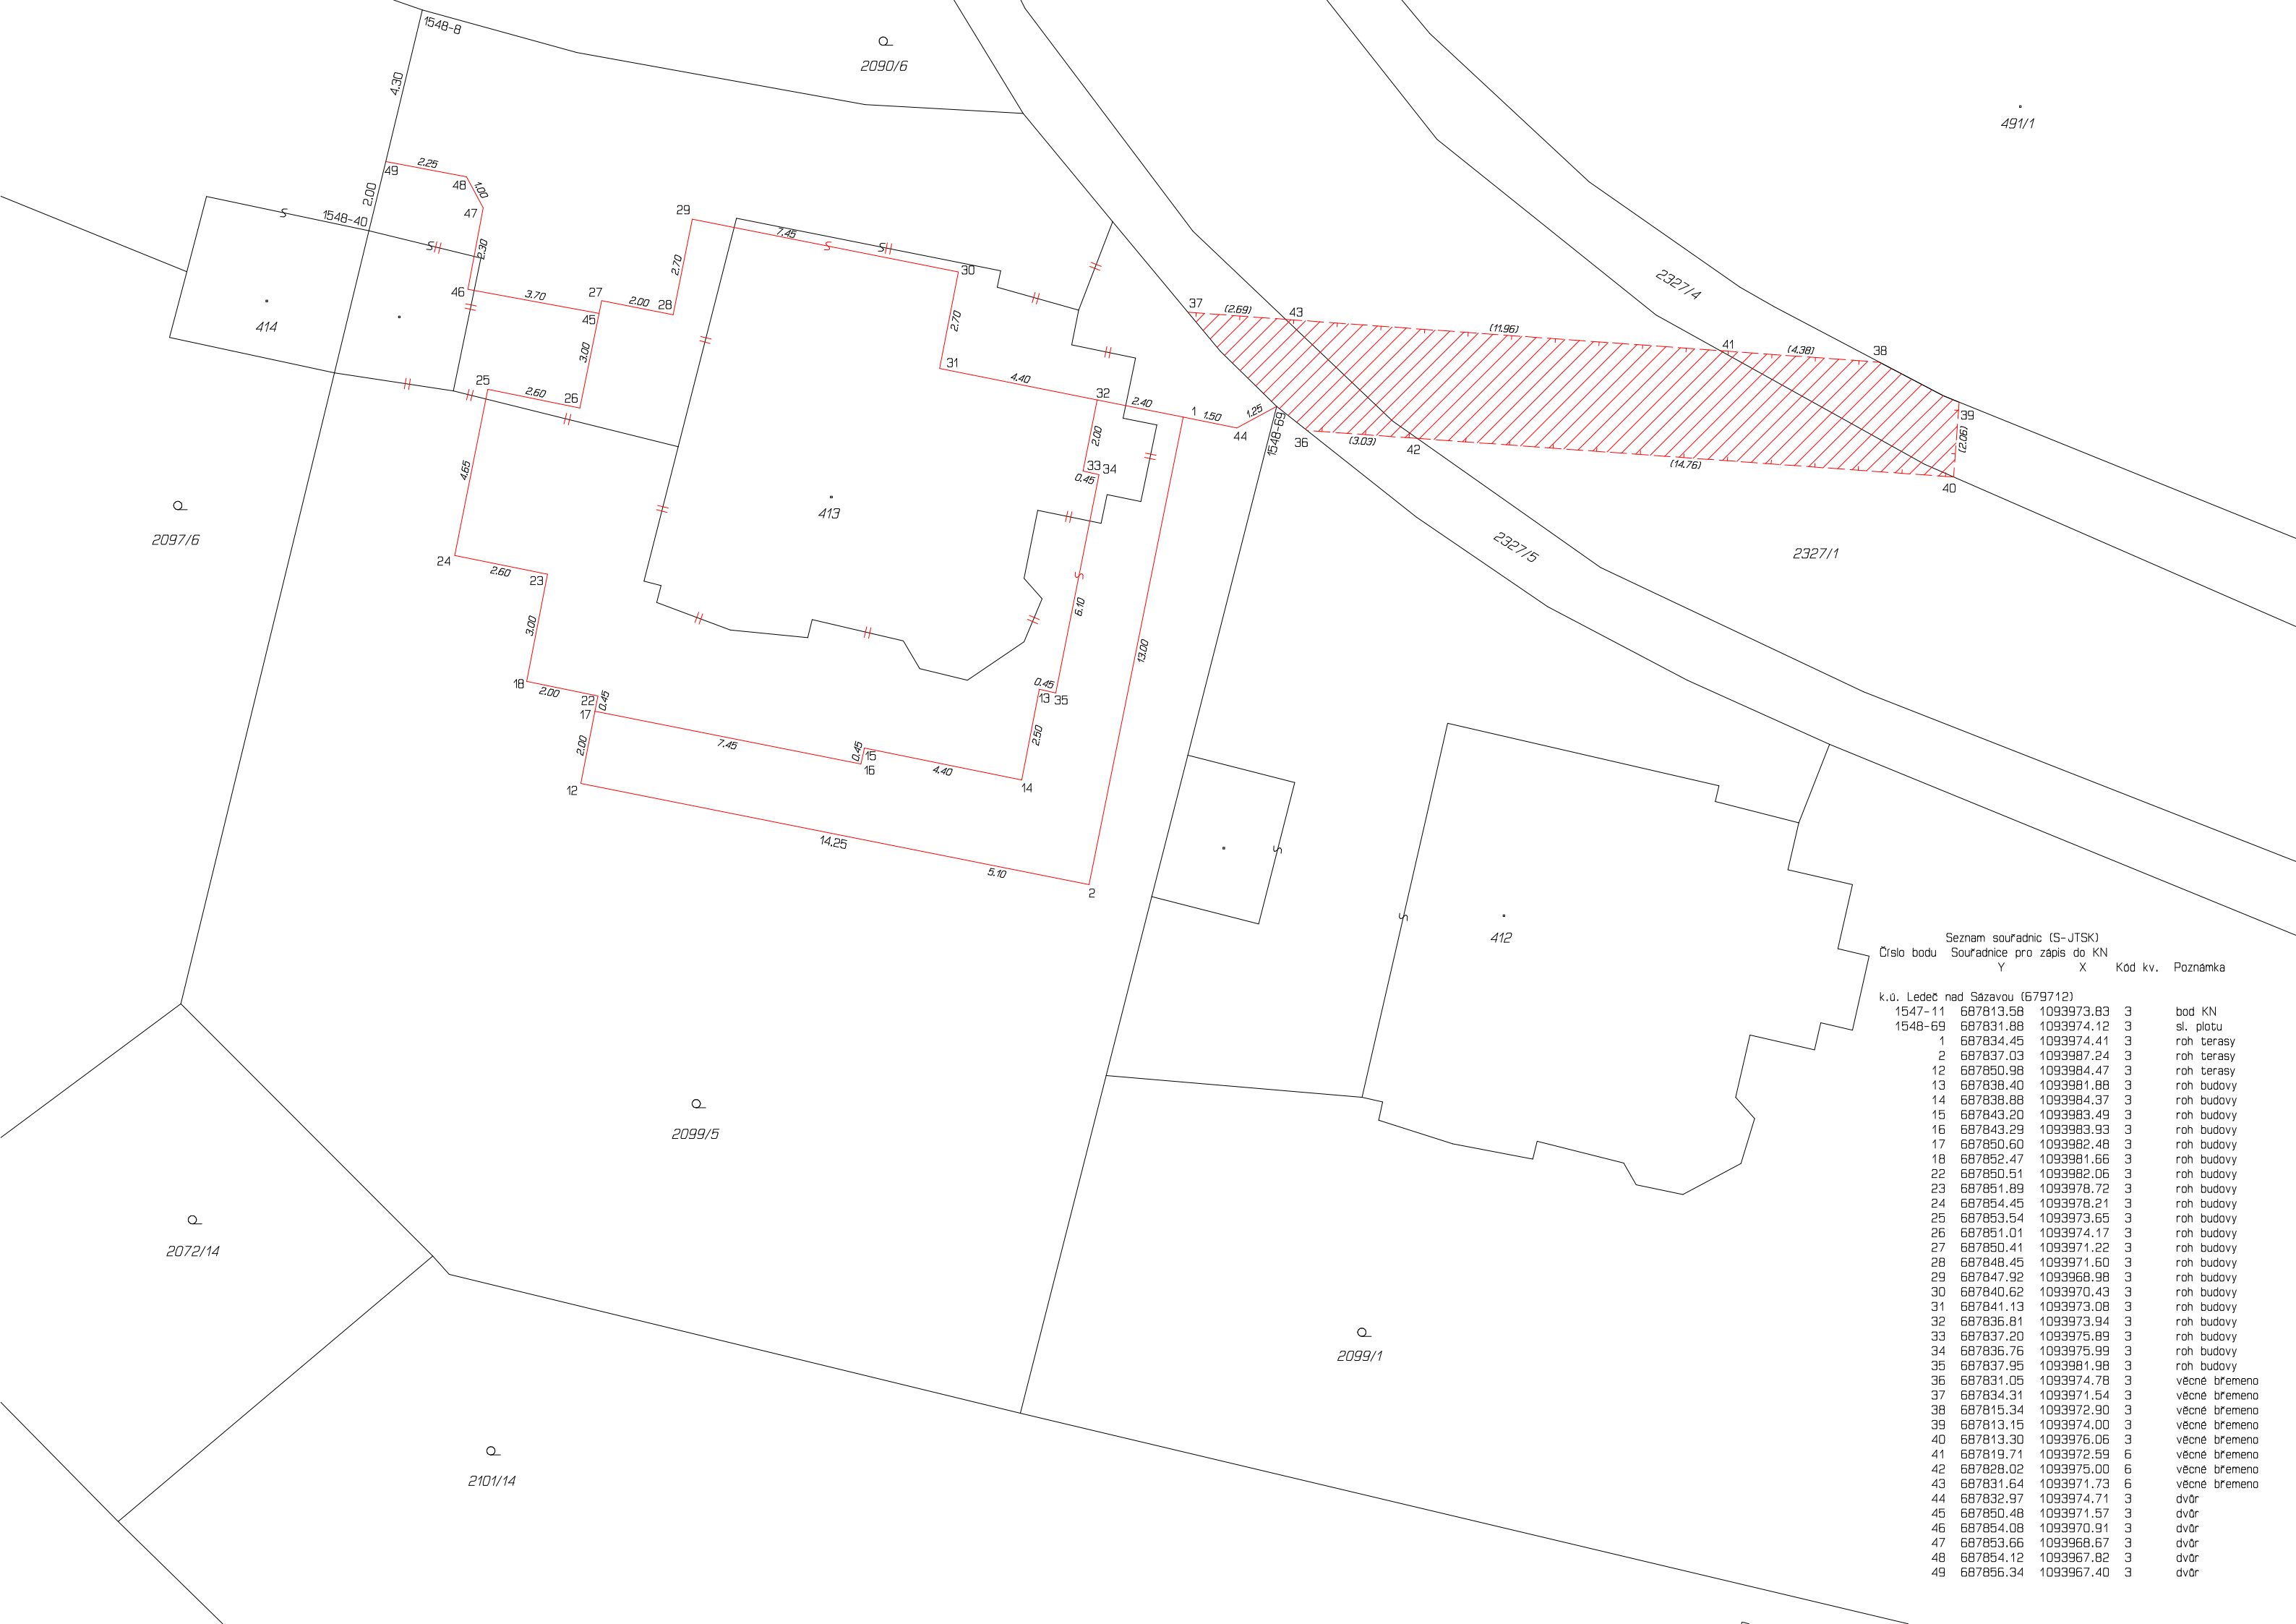 1548-8
4.30
2090/6
491/1
49
2.25
48
1.00
47
2.00
1548-40
2.30
46
3.70
45
27
2.00
28
29
7.45
2.70
30
2.70
31
4.40
32
2.40
1
1.50
44
1.25
1548-69
37
(2.69)
43
(11.96)
41
(4.38)
38
39
(2.06)
40
(14.76)
42
(3.03)
36
2327/4
2327/5
2327/1
414
25
2.60
26
3.00
4.65
24
2.60
23
3.00
18
2.00
22
0.45
17
2.00
12
7.45
0.45
15
16
4.40
14
2.50
0.45
13
35
6.10
2.00
33
34
0.45
13.00
14.25
5.10
2
413
2097/6
412
2099/5
2072/14
2099/1
2101/14
Seznam souřadnic (S-JTSK)
Číslo bodu Souřadnice pro zápis do KN
Y X Kód kv. Poznámka
k.ú. Ledeč nad Sázavou (679712)
1547-11 687813.58 1093973.83 3 bod KN
1548-69 687831.88 1093974.12 3 sl. plotu
1 687834.45 1093974.41 3 roh terasy
2 687837.03 1093987.24 3 roh terasy
12 687850.98 1093984.47 3 roh terasy
13 687838.40 1093981.88 3 roh budovy
14 687838.88 1093984.37 3 roh budovy
15 687843.20 1093983.49 3 roh budovy
16 687843.29 1093983.93 3 roh budovy
17 687850.60 1093982.48 3 roh budovy
18 687852.47 1093981.66 3 roh budovy
22 687850.51 1093982.06 3 roh budovy
23 687851.89 1093978.72 3 roh budovy
24 687854.45 1093978.21 3 roh budovy
25 687853.54 1093973.65 3 roh budovy
26 687851.01 1093974.17 3 roh budovy
27 687850.41 1093971.22 3 roh budovy
28 687848.45 1093971.60 3 roh budovy
29 687847.92 1093968.98 3 roh budovy
30 687840.62 1093970.43 3 roh budovy
31 687841.13 1093973.08 3 roh budovy
32 687836.81 1093973.94 3 roh budovy
33 687837.20 1093975.89 3 roh budovy
34 687836.76 1093975.99 3 roh budovy
35 687837.95 1093981.98 3 roh budovy
36 687831.05 1093974.78 3 věcné břemeno
37 687834.31 1093971.54 3 věcné břemeno
38 687815.34 1093972.90 3 věcné břemeno
39 687813.15 1093974.00 3 věcné břemeno
40 687813.30 1093976.06 3 věcné břemeno
41 687819.71 1093972.59 6 věcné břemeno
42 687828.02 1093975.00 6 věcné břemeno
43 687831.64 1093971.73 6 věcné břemeno
44 687832.97 1093974.71 3 dvůr
45 687850.48 1093971.57 3 dvůr
46 687854.08 1093970.91 3 dvůr
47 687853.66 1093968.67 3 dvůr
48 687854.12 1093967.82 3 dvůr
49 687856.34 1093967.40 3 dvůr